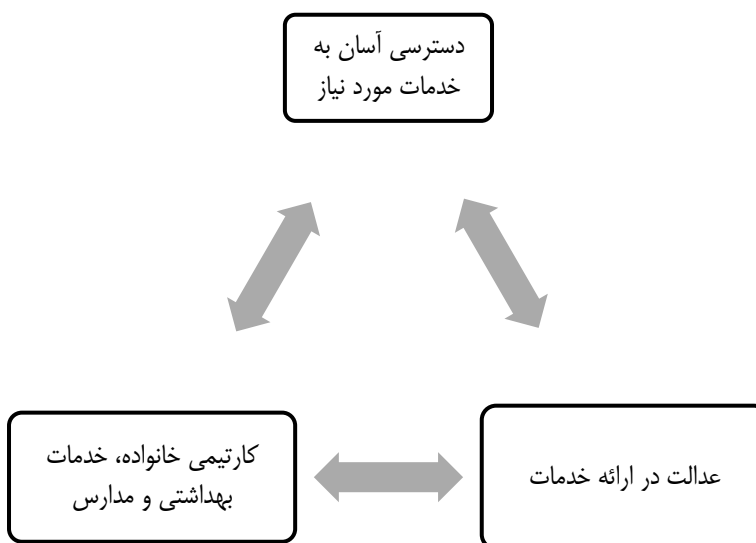 دسترسی آسان به
خدمات مورد نیاز
عدالت در ارائه خدمات
کارتیمی خانواده، خدمات
بهداشتی و مدارس